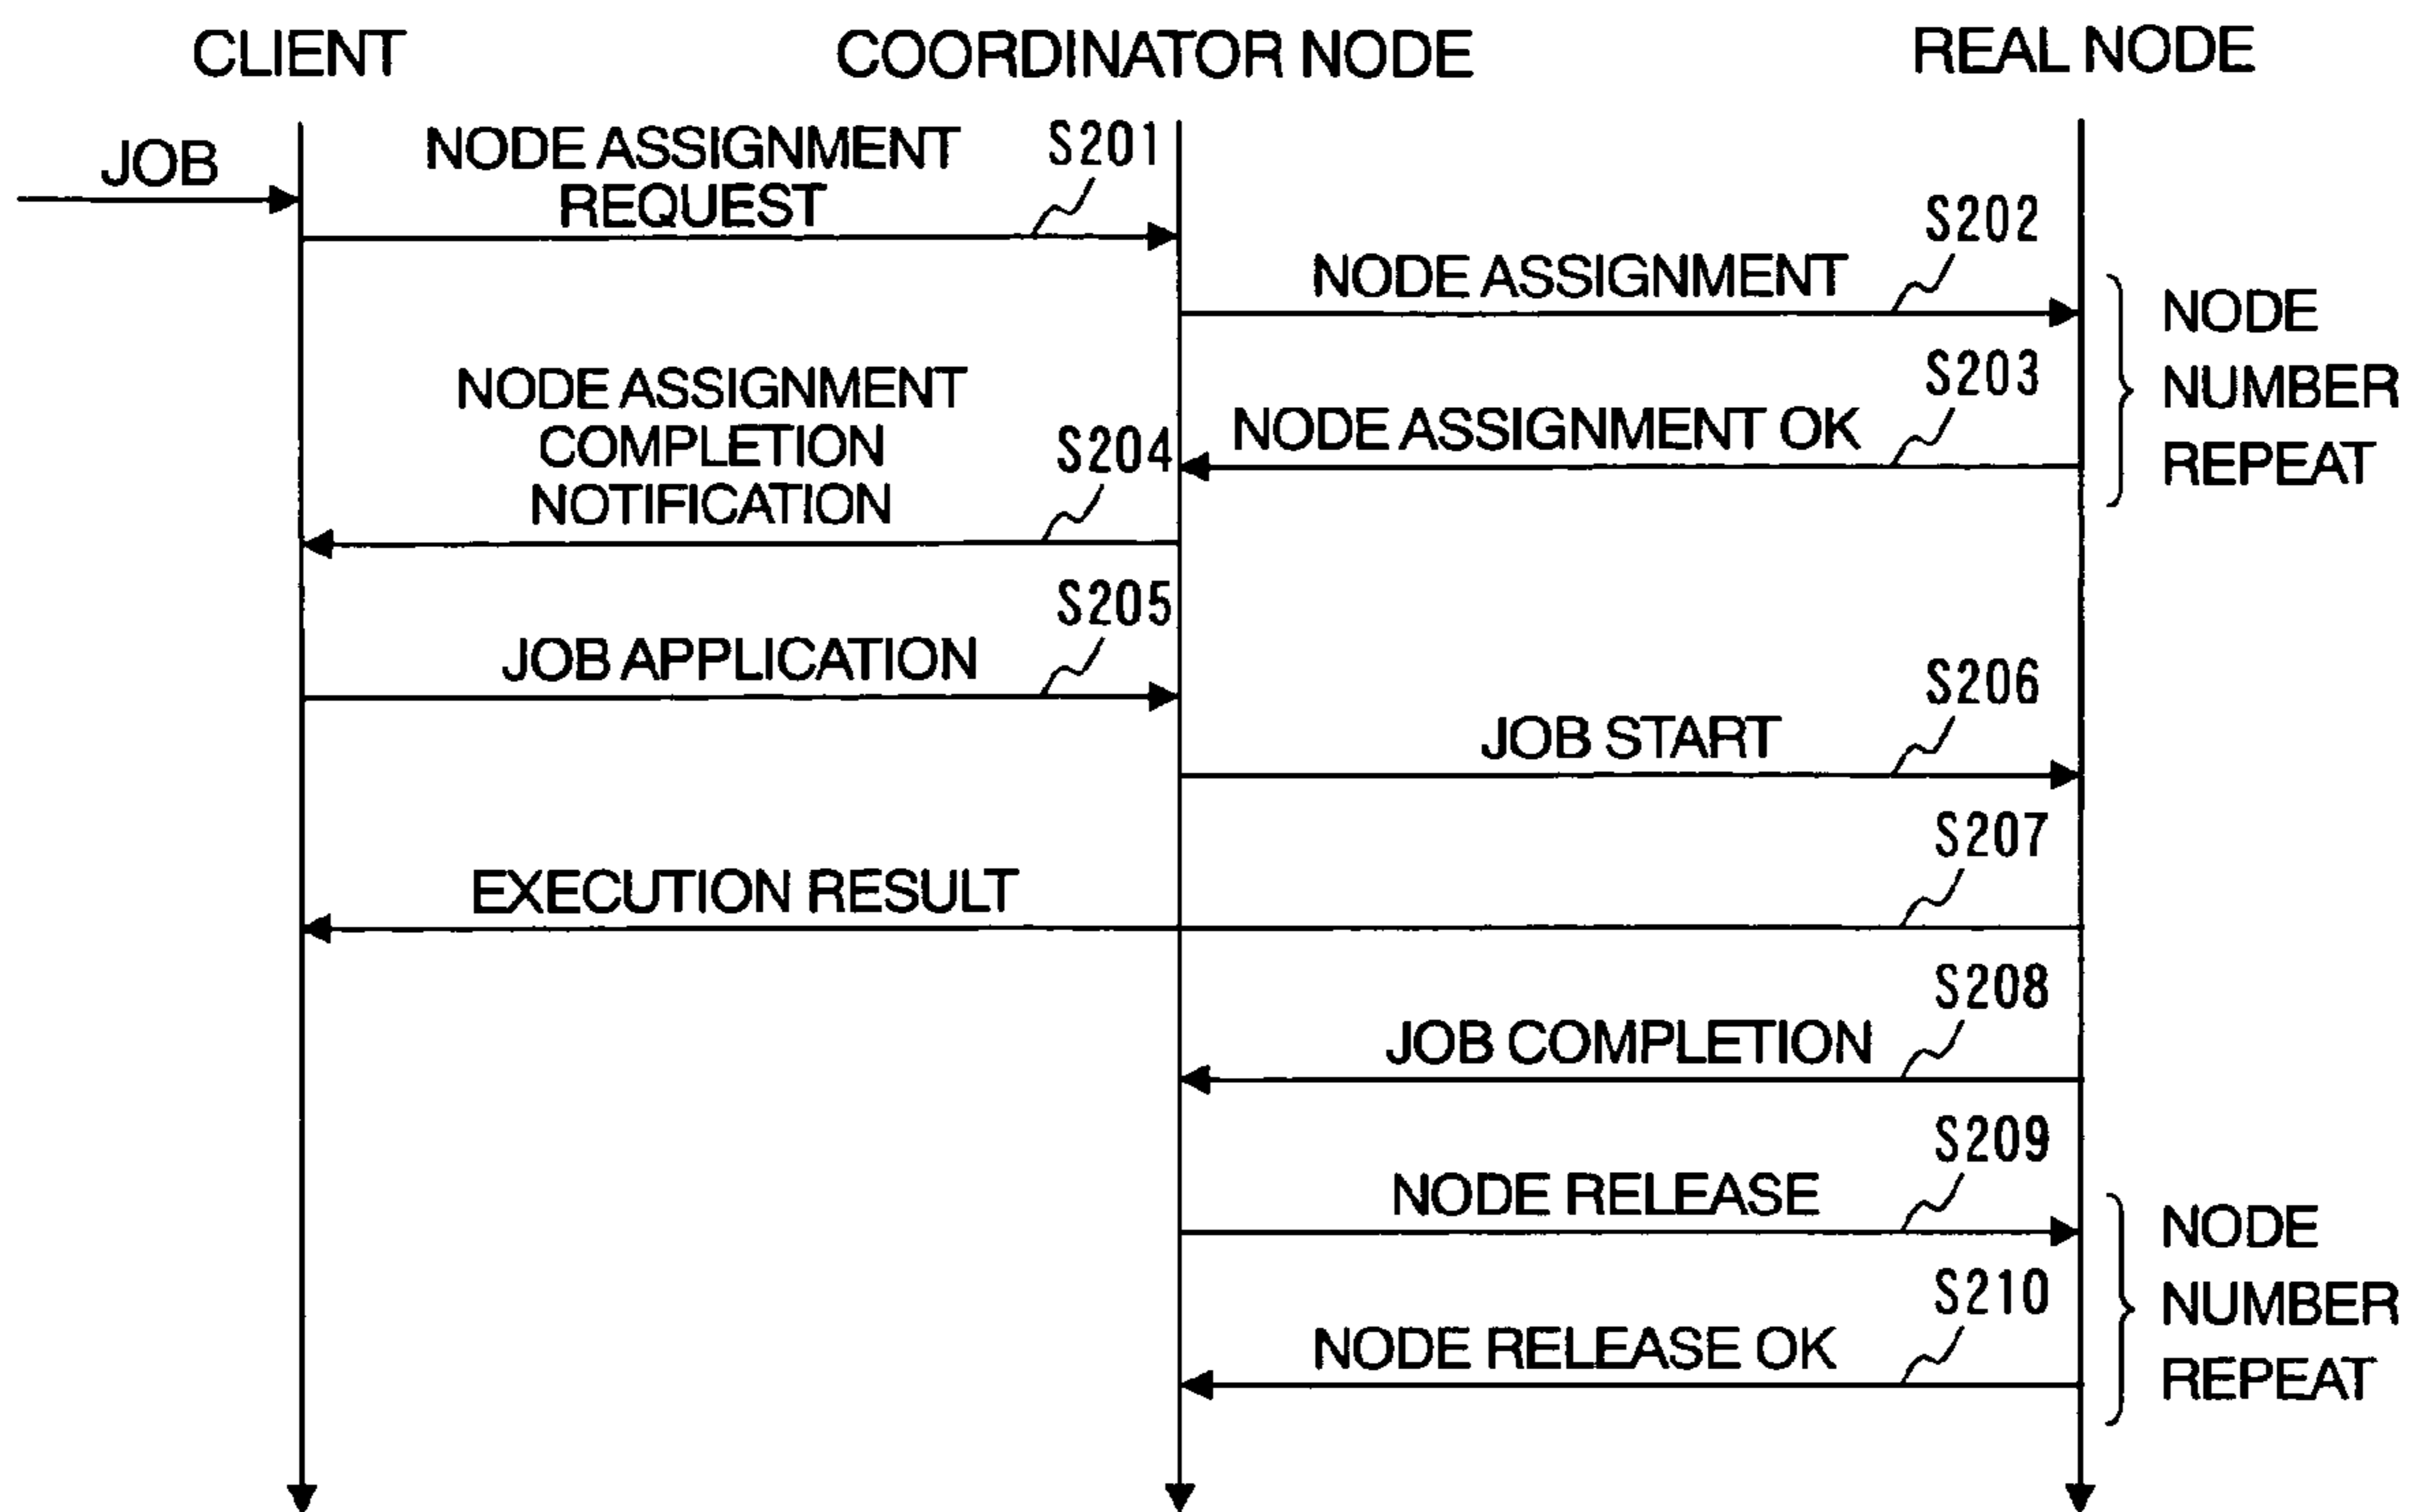 CLIENT
COORDINATOR NODE
REAL NODE
JOB
NODE ASSIGNMENT
REQUEST
S201
NODE ASSIGNMENT
S202
NODE
NUMBER
REPEAT
NODE ASSIGNMENT OK
S203
NODE ASSIGNMENT
COMPLETION
NOTIFICATION
S204
JOB APPLICATION
S205
JOB START
S206
EXECUTION RESULT
S207
JOB COMPLETION
S208
NODE RELEASE
S209
NODE
NUMBER
REPEAT
NODE RELEASE OK
S210